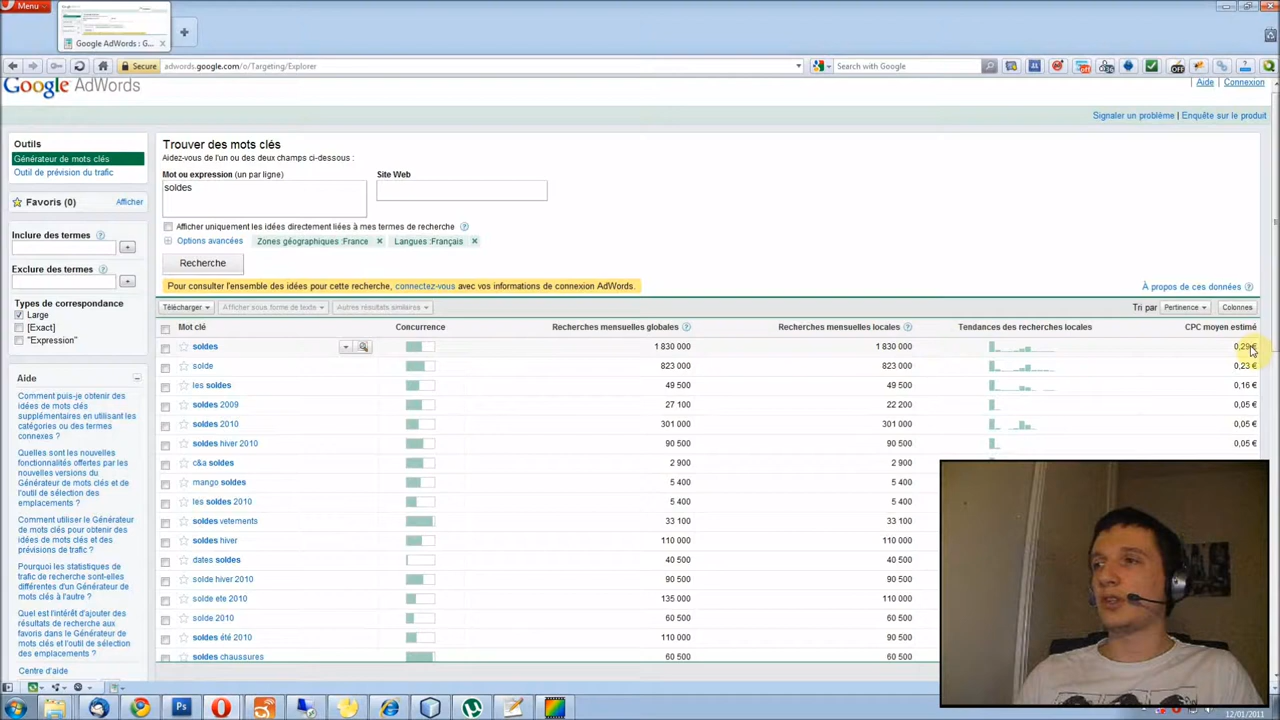 Menu
Google AdWords : G...
Secure adwords.google.com/o/Targeting/Explorer
Search with Google
Google AdWords
Aide | Connexion
Signaler un problème | Enquête sur le produit
Outils
Générateur de mots clés
Outil de prévision du trafic
Favoris (0) Afficher
Inclure des termes
Exclure des termes
Types de correspondance
Large
[Exact]
"Expression"
Aide
Comment puis-je obtenir des
idées de mots clés
supplémentaires en utilisant
les catégories ou des termes
connexes ?
Quelles sont les nouvelles
fonctionnalités offertes par les
nouvelles versions du
Générateur de mots clés et de
l'outil de sélection des
emplacements ?
Comment utiliser le Générateur
de mots clés pour obtenir des
idées de mots clés et des
prévisions de trafic ?
Pourquoi les statistiques de
trafic de recherche sont-elles
différentes d'un Générateur de
mots clés à l'autre ?
Quel est l'intérêt d'ajouter des
résultats de recherche aux
favoris dans le Générateur de
mots clés et l'outil de sélection
des emplacements ?
Centre d'aide
Trouver des mots clés
Aidez-vous de l'un ou des deux champs ci-dessous :
Mot ou expression (un par ligne) Site Web
soldes
Afficher uniquement les idées directement liées à mes termes de recherche
Options avancées Zones géographiques :France Langues :Français
Recherche
Pour consulter l'ensemble des idées pour cette recherche, connectez-vous avec vos informations de connexion AdWords.
À propos de ces données
Télécharger Afficher sous forme de texte Autres résultats similaires Tri par Pertinence Colonnes
Mot clé Concurrence Recherches mensuelles globales Recherches mensuelles locales Tendances des recherches locales CPC moyen estimé
soldes 1 830 000 1 830 000 0,29 €
solde 823 000 823 000 0,23 €
les soldes 49 500 49 500 0,16 €
soldes 2009 27 100 22 200 0,05 €
soldes 2010 301 000 301 000 0,05 €
soldes hiver 2010 90 500 90 500 0,05 €
c&a soldes 2 900 2 900
mango soldes 5 400 5 400
les soldes 2010 5 400 5 400
soldes vetements 33 100 33 100
soldes hiver 110 000 110 000
dates soldes 40 500 40 500
solde hiver 2010 90 500 90 500
solde ete 2010 135 000 110 000
solde 2010 60 500 60 500
soldes été 2010 110 000 90 500
soldes chaussures 60 500 60 500
12/01/2011